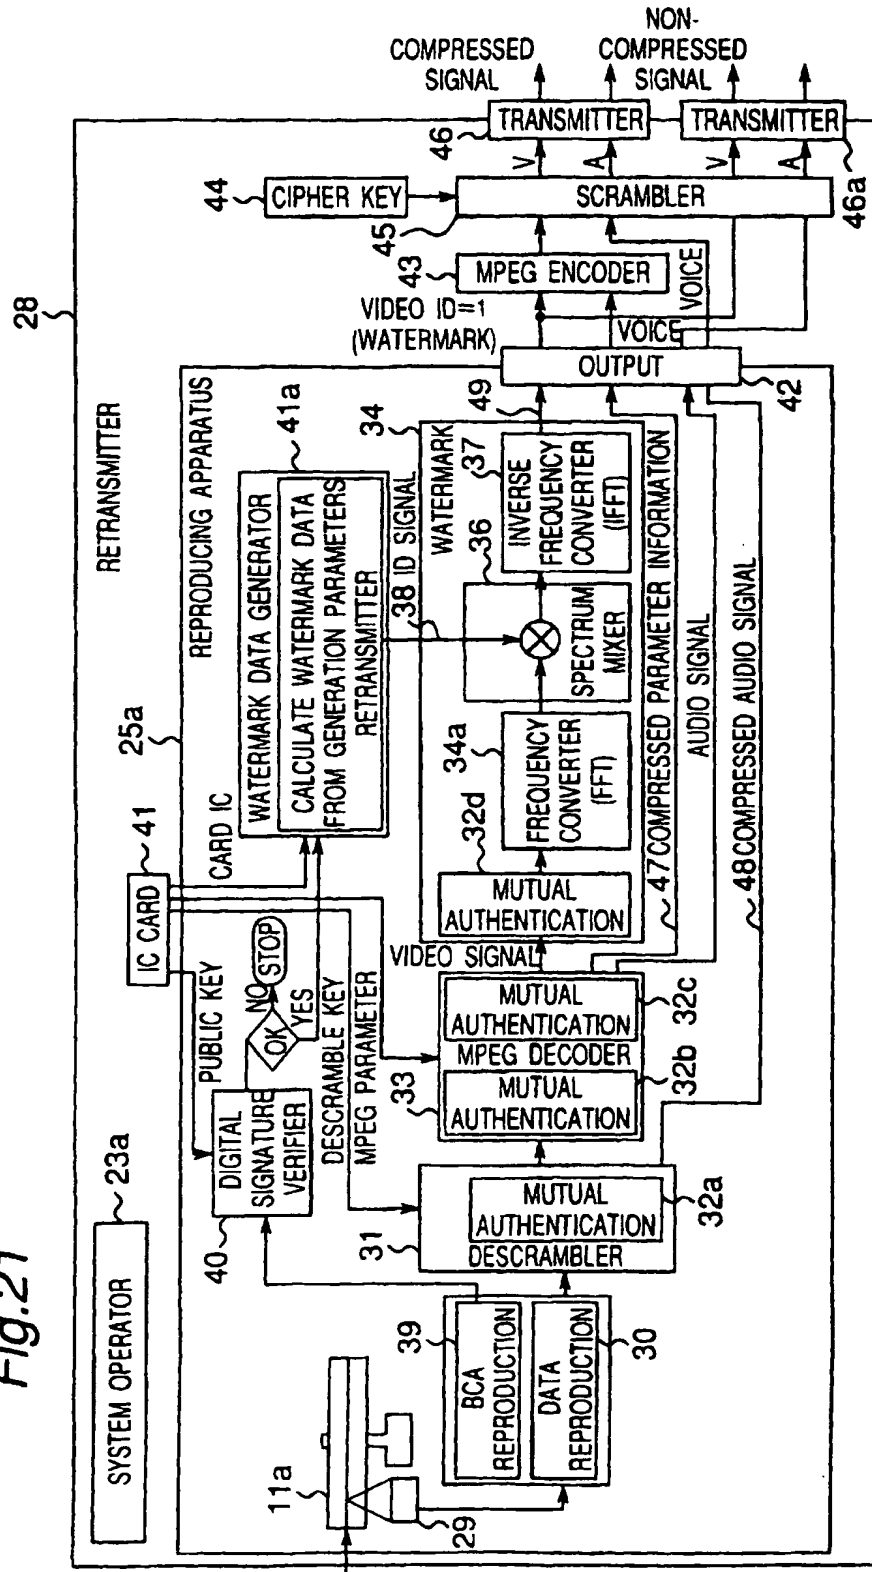 Fig.21
28
RETRANSMITTER
SYSTEM OPERATOR
23a
25a
REPRODUCING APPARATUS
11a
29
BCA
REPRODUCTION
39
DATA
REPRODUCTION
30
DIGITAL
SIGNATURE
VERIFIER
40
PUBLIC KEY
IC CARD
41
OK
NO
STOP
YES
DESCRAMBLE KEY
MPEG PARAMETER
CARD IC
WATERMARK DATA GENERATOR
CALCULATE WATERMARK DATA
FROM GENERATION PARAMETERS
RETRANSMITTER
41a
38 ID SIGNAL
31
MUTUAL
AUTHENTICATION
DESCRAMBLER
32a
33
MUTUAL
AUTHENTICATION
32b
MPEG DECODER
MUTUAL
AUTHENTICATION
32c
VIDEO SIGNAL
MUTUAL
AUTHENTICATION
32d
FREQUENCY
CONVERTER
(FFT)
34a
SPECTRUM
MIXER
36
INVERSE
FREQUENCY
CONVERTER
(IFFT)
37
WATERMARK
34
49
47 COMPRESSED PARAMETER INFORMATION
AUDIO SIGNAL
48 COMPRESSED AUDIO SIGNAL
OUTPUT
42
VIDEO ID=1
(WATERMARK)
VOICE
VOICE
MPEG ENCODER
43
CIPHER KEY
44
SCRAMBLER
45
V
A
V
A
TRANSMITTER
46
TRANSMITTER
46a
COMPRESSED
SIGNAL
NON-
COMPRESSED
SIGNAL